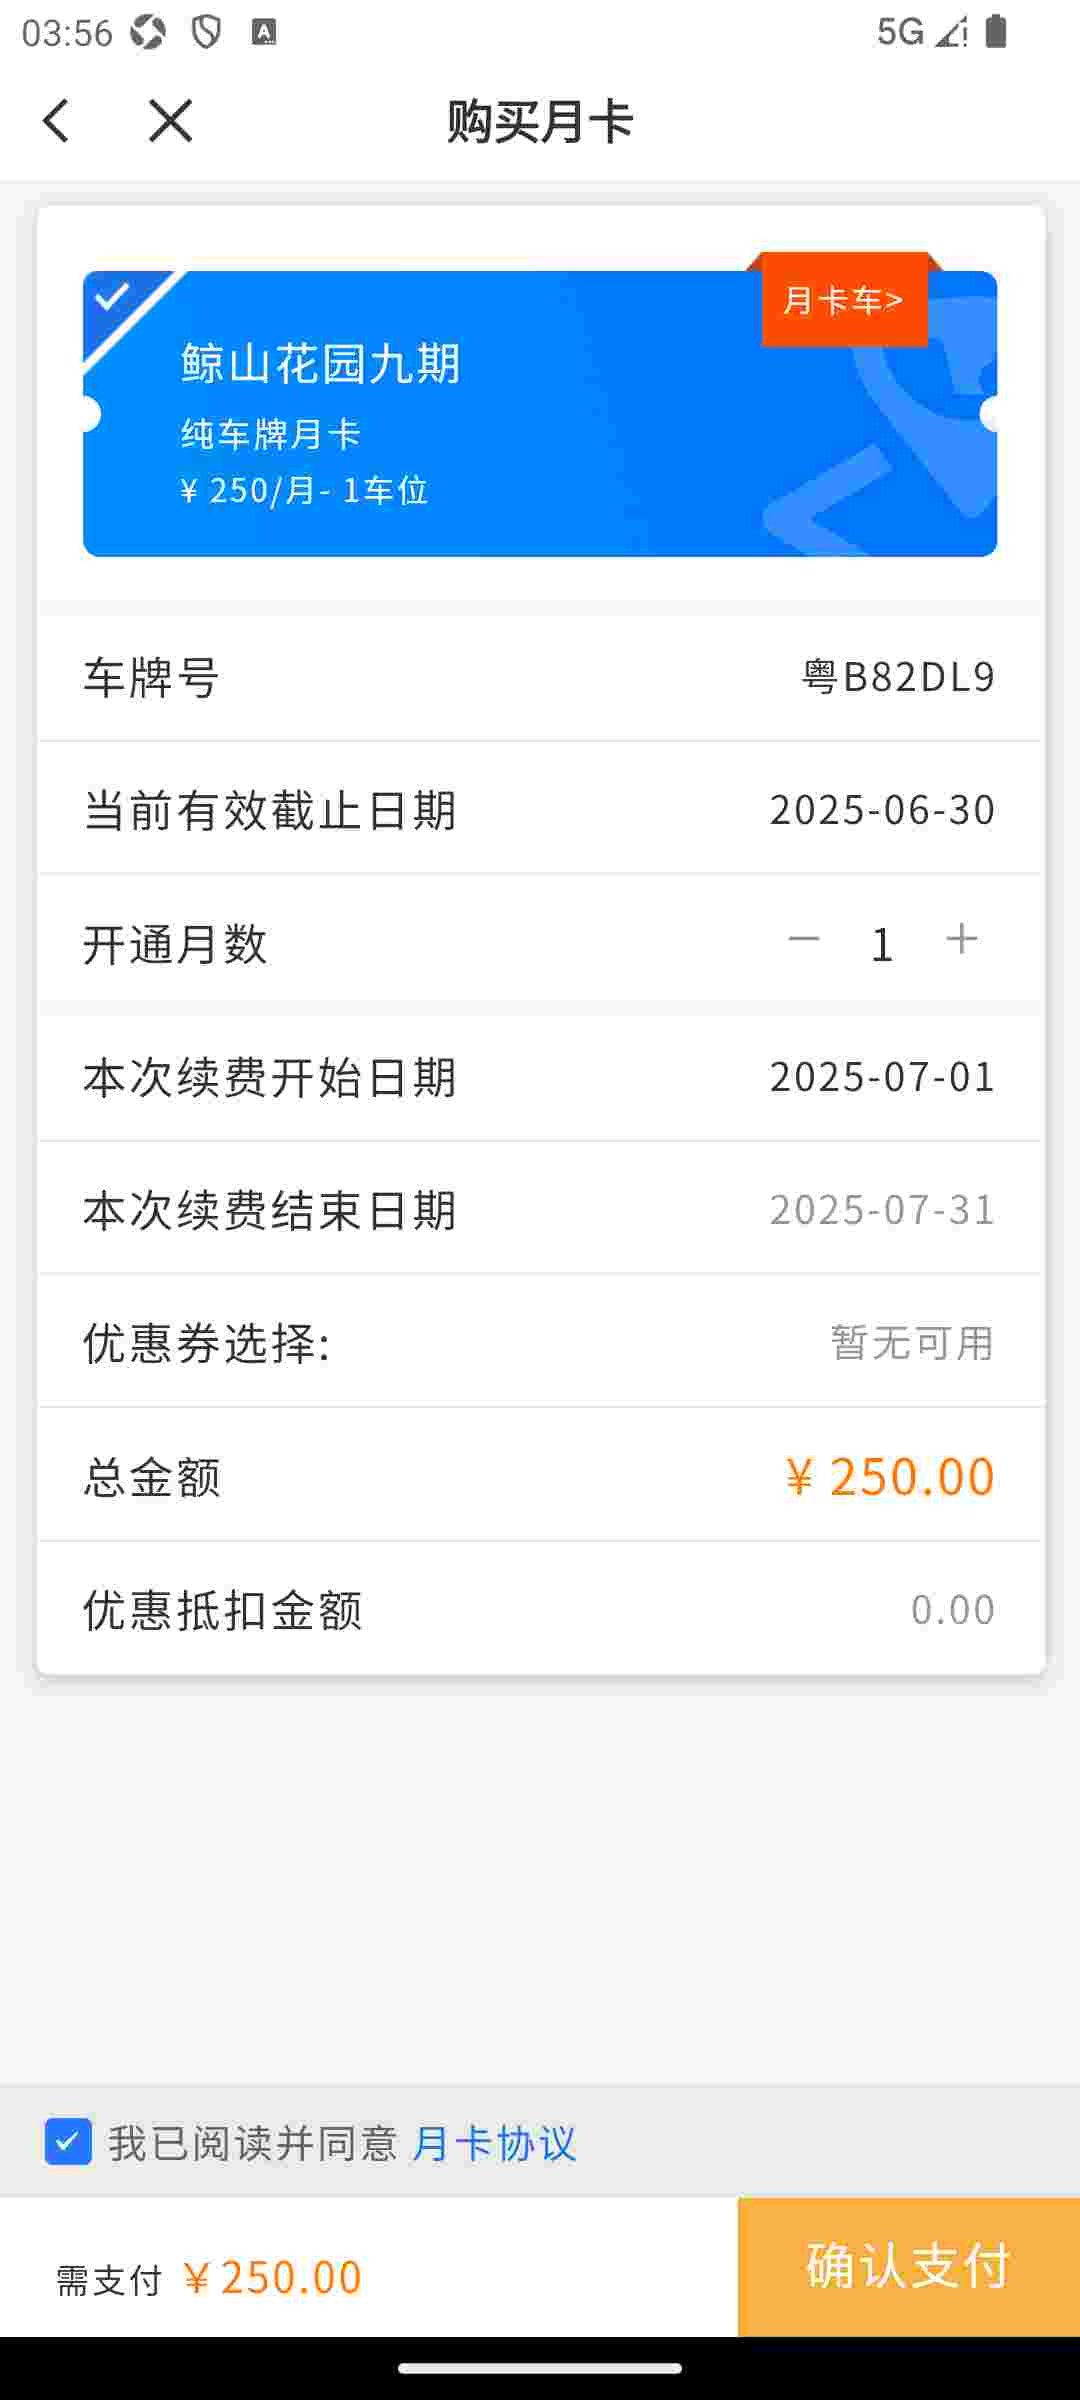 03:56
5G
购买月卡
月卡车>
鲸山花园九期
纯车牌月卡
¥ 250/月- 1车位
车牌号 粤B82DL9
当前有效截止日期 2025-06-30
开通月数 － 1 +
本次续费开始日期 2025-07-01
本次续费结束日期 2025-07-31
优惠券选择: 暂无可用
总金额 ¥ 250.00
优惠抵扣金额 0.00
我已阅读并同意 月卡协议
需支付 ¥250.00
确认支付